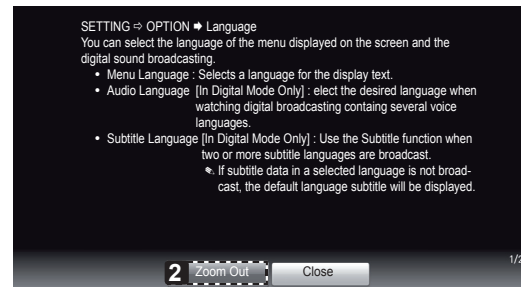 SETTING ⇨ OPTION ➡ Language
You can select the language of the menu displayed on the screen and the
digital sound broadcasting.
• Menu Language : Selects a language for the display text.
• Audio Language [In Digital Mode Only] : elect the desired language when
watching digital broadcasting containg several voice
languages.
• Subtitle Language [In Digital Mode Only] : Use the Subtitle function when
two or more subtitle languages are broadcast.
✎ If subtitle data in a selected language is not broad-
cast, the default language subtitle will be displayed.
1/2
2 Zoom Out Close